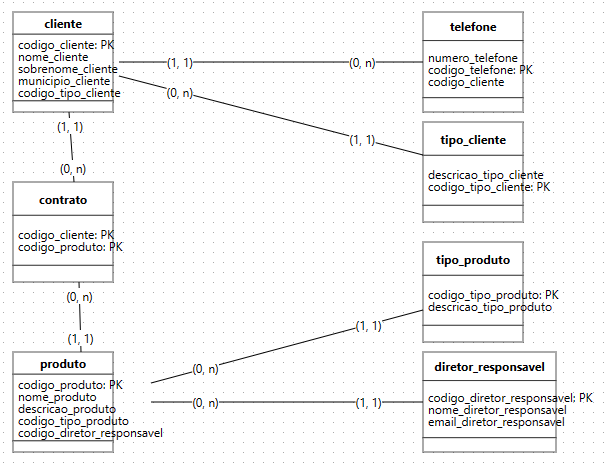 cliente
codigo_cliente: PK
nome_cliente
sobrenome_cliente
municipio_cliente
codigo_tipo_cliente
(1, 1)
(0, n)
telefone
numero_telefone
codigo_telefone: PK
codigo_cliente
(0, n)
(1, 1)
tipo_cliente
descricao_tipo_cliente
codigo_tipo_cliente: PK
(1, 1)
(0, n)
contrato
codigo_cliente: PK
codigo_produto: PK
(0, n)
(1, 1)
tipo_produto
codigo_tipo_produto: PK
descricao_tipo_produto
(1, 1)
(0, n)
produto
codigo_produto: PK
nome_produto
descricao_produto
codigo_tipo_produto
codigo_diretor_responsavel
(0, n)
(1, 1)
diretor_responsavel
codigo_diretor_responsavel: PK
nome_diretor_responsavel
email_diretor_responsavel